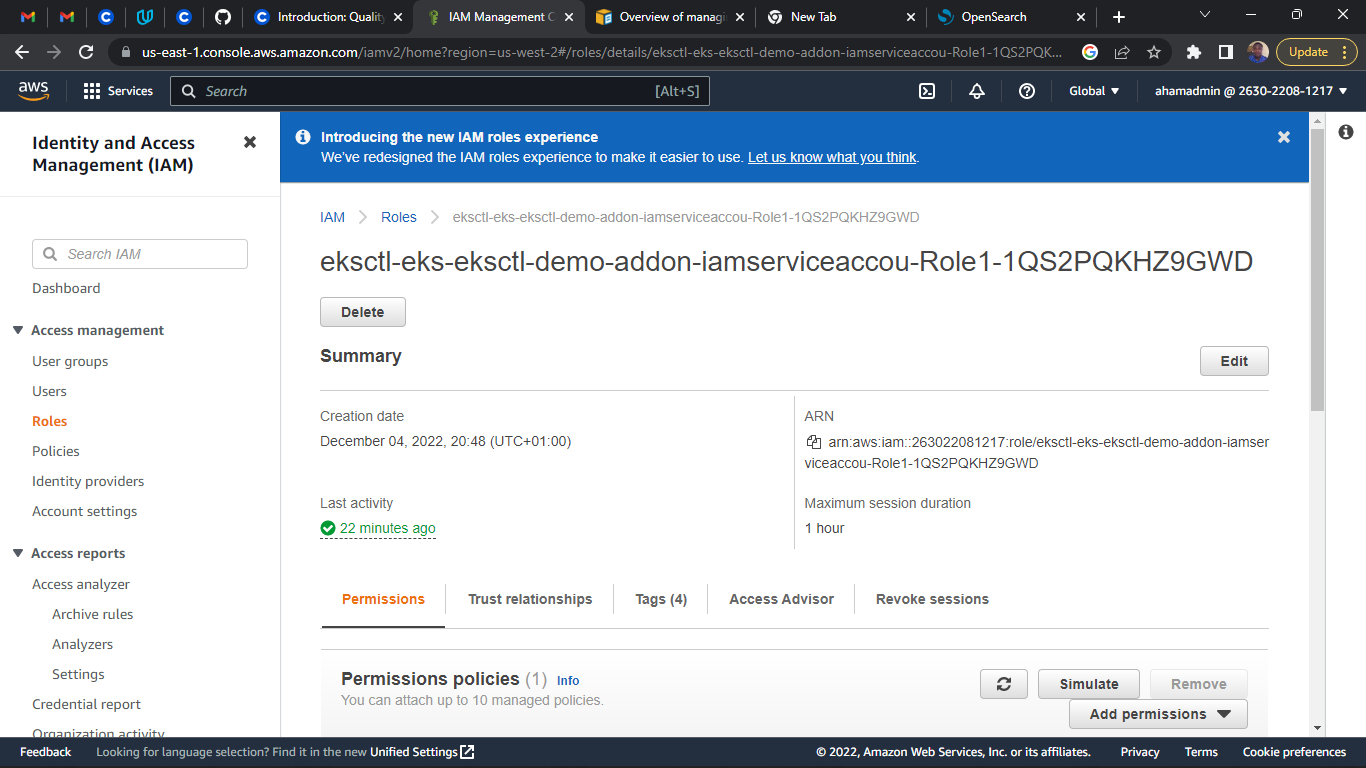 Introduction: Quality
IAM Management C
Overview of managi
New Tab
OpenSearch
us-east-1.console.aws.amazon.com/iamv2/home?region=us-west-2#/roles/details/eksctl-eks-eksctl-demo-addon-iamserviceaccou-Role1-1QS2PQK...
Update
aws
Services
Search
[Alt+S]
Global
ahamadmin @ 2630-2208-1217
Identity and Access
Management (IAM)
Search IAM
Dashboard
Access management
User groups
Users
Roles
Policies
Identity providers
Account settings
Access reports
Access analyzer
Archive rules
Analyzers
Settings
Credential report
Organization activity
Introducing the new IAM roles experience
We've redesigned the IAM roles experience to make it easier to use. Let us know what you think.
IAM
Roles
eksctl-eks-eksctl-demo-addon-iamserviceaccou-Role1-1QS2PQKHZ9GWD
eksctl-eks-eksctl-demo-addon-iamserviceaccou-Role1-1QS2PQKHZ9GWD
Delete
Summary
Edit
Creation date
December 04, 2022, 20:48 (UTC+01:00)
ARN
arn:aws:iam::263022081217:role/eksctl-eks-eksctl-demo-addon-iamser
viceaccou-Role1-1QS2PQKHZ9GWD
Last activity
22 minutes ago
Maximum session duration
1 hour
Permissions
Trust relationships
Tags (4)
Access Advisor
Revoke sessions
Permissions policies (1) Info
You can attach up to 10 managed policies.
Simulate
Remove
Add permissions
Feedback
Looking for language selection? Find it in the new Unified Settings
© 2022, Amazon Web Services, Inc. or its affiliates.
Privacy
Terms
Cookie preferences